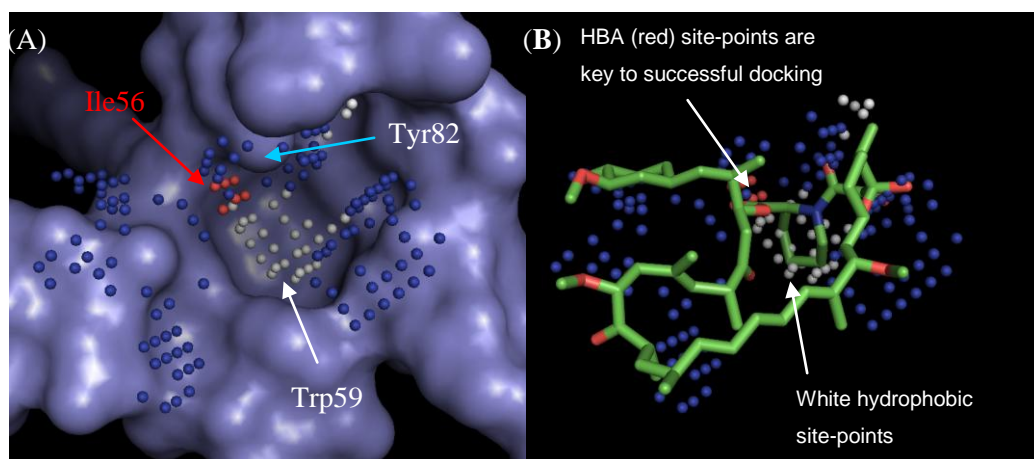 (A)
Ile56
Tyr82
Trp59
(B)
HBA (red) site-points are
key to successful docking
White hydrophobic
site-points